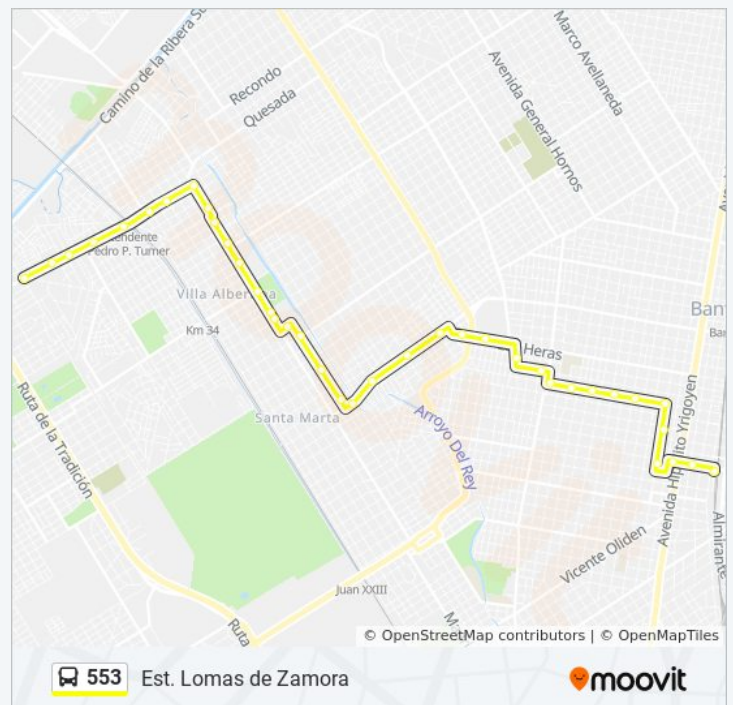 Camino de la Ribera Su
Recondo
Quesada
Marco Avellaneda
Avenida General Hornos
Pedro P. Turner
Villa Albertina
Km 34
Ban
Heras
Santa Marta
Arroyo Del Rey
Ruta de la Tradición
Avenida Hipólito Yrigoyen
Almirante
Vicente Oliden
Juan XXIII
Ruta
© OpenStreetMap contributors | © OpenMapTiles
553 Est. Lomas de Zamora
moovit